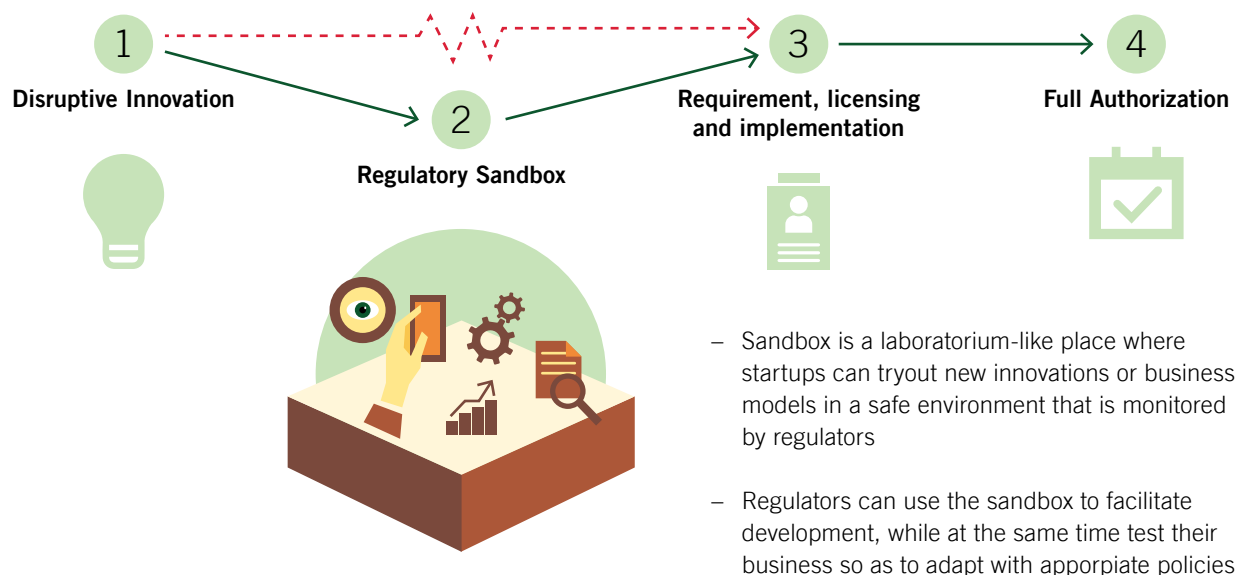 1
Disruptive Innovation
2
Regulatory Sandbox
3
Requirement, licensing
and implementation
4
Full Authorization
– Sandbox is a laboratorium-like place where
startups can tryout new innovations or business
models in a safe environment that is monitored
by regulators
– Regulators can use the sandbox to facilitate
development, while at the same time test their
business so as to adapt with apporpiate policies